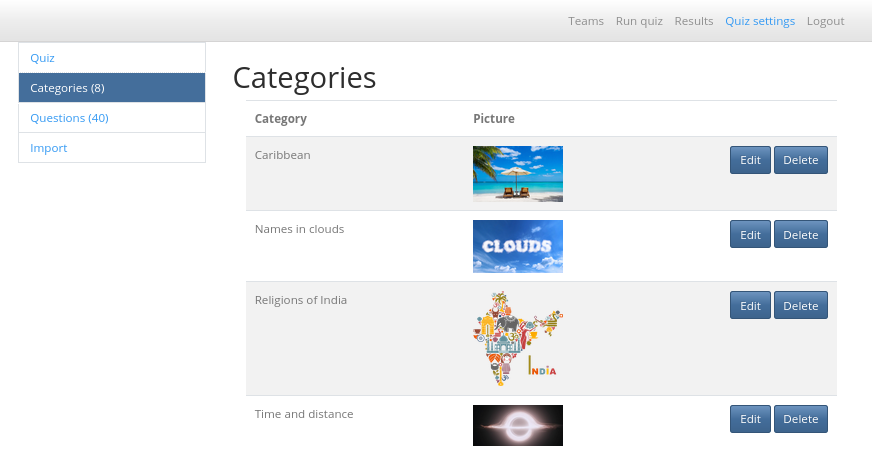 Teams Run quiz Results Quiz settings Logout
Quiz
Categories (8)
Questions (40)
Import
Categories
Category Picture
Caribbean Edit Delete
Names in clouds CLOUDS Edit Delete
Religions of India INDIA Edit Delete
Time and distance Edit Delete